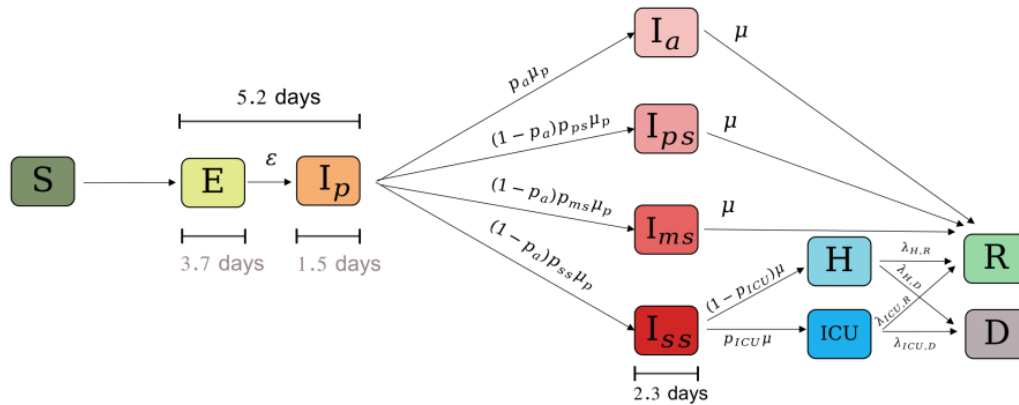 S
E
ε
I_p
5.2 days
3.7 days
1.5 days
p_a μ_p
(1−p_a)p_ps μ_p
(1−p_a)p_ms μ_p
(1−p_a)p_ss μ_p
I_a
μ
I_ps
μ
I_ms
μ
I_ss
2.3 days
(1−p_ICU)μ
p_ICU μ
H
ICU
λ_H,R
λ_H,D
λ_ICU,R
λ_ICU,D
R
D